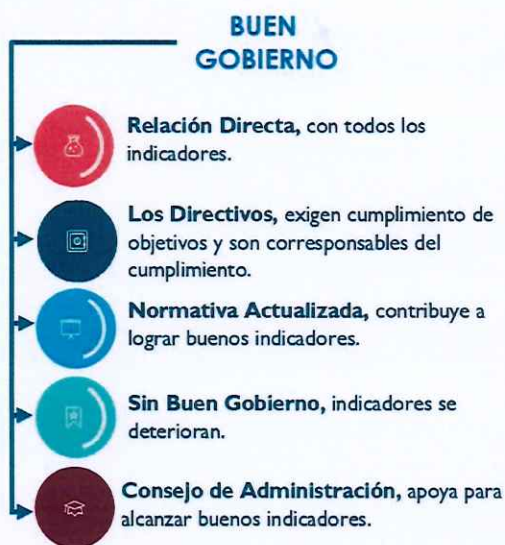 BUEN
GOBIERNO
Relación Directa, con todos los
indicadores.
Los Directivos, exigen cumplimiento de
objetivos y son corresponsables del
cumplimiento.
Normativa Actualizada, contribuye a
lograr buenos indicadores.
Sin Buen Gobierno, indicadores se
deterioran.
Consejo de Administración, apoya para
alcanzar buenos indicadores.